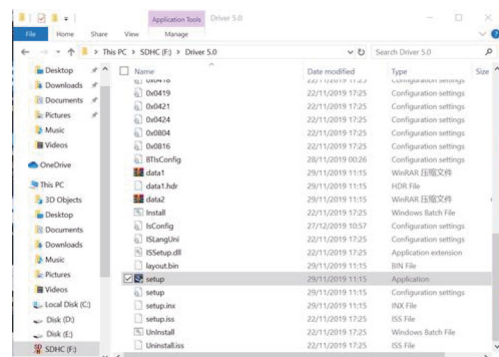 Application Tools Driver 5.0
File Home Share View Manage
This PC > SDHC (F:) > Driver 5.0 Search Driver 5.0
Name Date modified Type Size
Desktop 0x0418 22/11/2019 17:25 Configuration settings
Downloads 0x0419 22/11/2019 17:25 Configuration settings
Documents 0x0421 22/11/2019 17:25 Configuration settings
Pictures 0x0424 22/11/2019 17:25 Configuration settings
Music 0x0804 22/11/2019 17:25 Configuration settings
Videos 0x0816 22/11/2019 17:25 Configuration settings
OneDrive BTIsConfig 28/11/2019 00:26 Configuration settings
data1 29/11/2019 11:15 WinRAR 压缩文件
This PC data1.hdr 29/11/2019 11:15 HDR File
3D Objects data2 29/11/2019 11:15 WinRAR 压缩文件
Desktop Install 22/11/2019 17:25 Windows Batch File
Documents IsConfig 27/12/2019 10:57 Configuration settings
Downloads ISLangUni 22/11/2019 17:25 Configuration settings
Music ISSetup.dll 22/11/2019 17:25 Application extension
Pictures layout.bin 29/11/2019 11:15 BIN File
Videos setup 29/11/2019 11:15 Application
Local Disk (C:) setup 29/11/2019 11:15 Configuration settings
Disk (D:) setup.inx 29/11/2019 11:15 INX File
Disk (E:) setup.iss 22/11/2019 17:25 ISS File
SDHC (F:) UnInstall 22/11/2019 17:25 Windows Batch File
Uninstall.iss 22/11/2019 17:25 ISS File